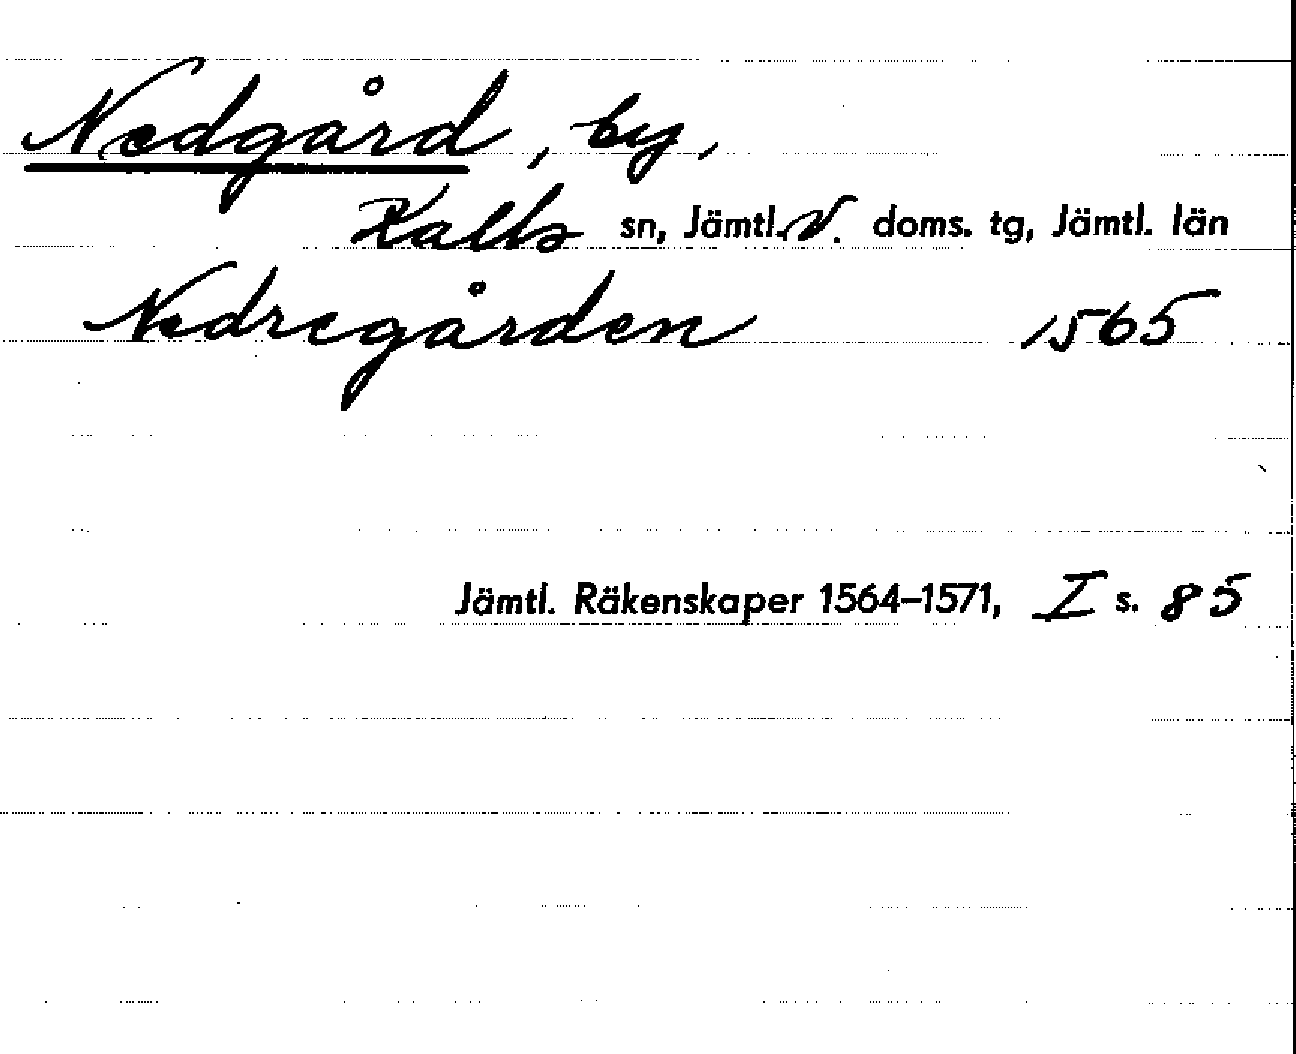 Nedgård, by,
Kalls sn, Jämtl. V. doms. tg, Jämtl. län
Nedregården 1565
Jämtl. Räkenskaper 1564–1571, I s. 85